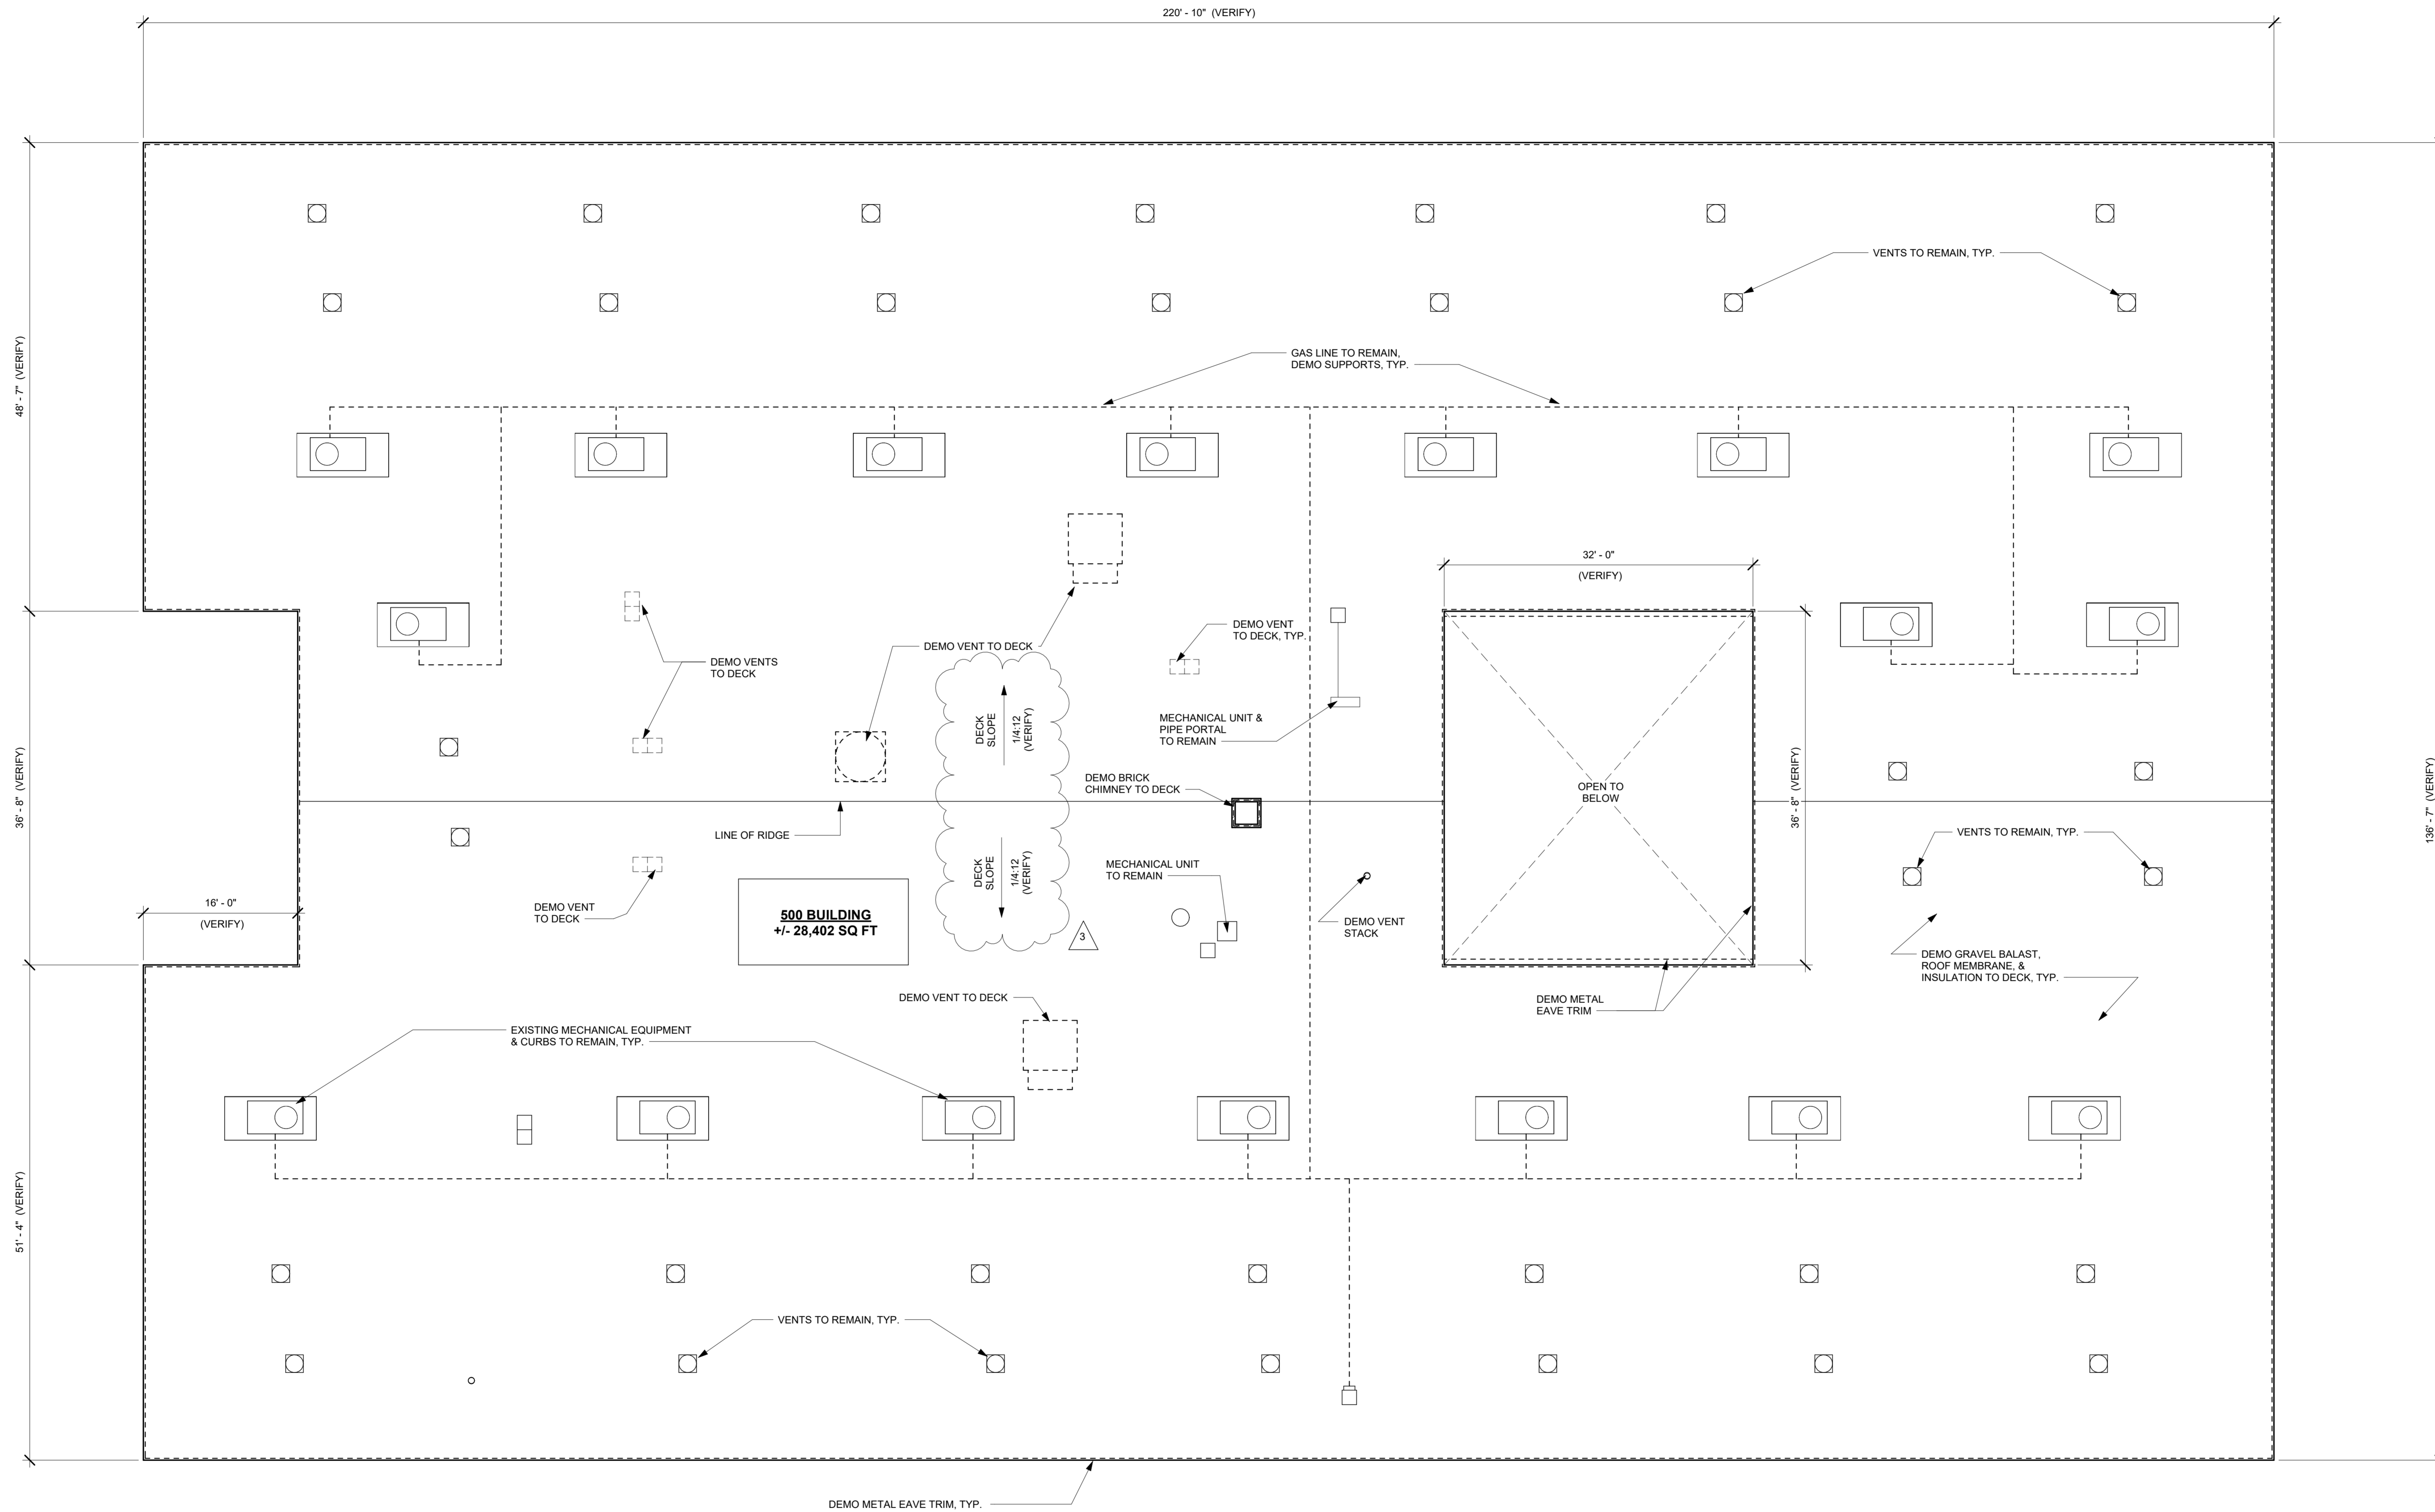 220' - 10" (VERIFY)
VENTS TO REMAIN, TYP.
GAS LINE TO REMAIN,
DEMO SUPPORTS, TYP.
48' - 7" (VERIFY)
32' - 0"
(VERIFY)
DEMO VENT
TO DECK, TYP.
DEMO VENT TO DECK
DEMO VENTS
TO DECK
DECK
SLOPE
1/4:12
(VERIFY)
MECHANICAL UNIT &
PIPE PORTAL
TO REMAIN
DEMO BRICK
CHIMNEY TO DECK
OPEN TO
BELOW
36' - 8" (VERIFY)
36' - 8" (VERIFY)
136' - 7" (VERIFY)
LINE OF RIDGE
VENTS TO REMAIN, TYP.
DECK
SLOPE
1/4:12
(VERIFY)
MECHANICAL UNIT
TO REMAIN
16' - 0"
(VERIFY)
DEMO VENT
TO DECK
500 BUILDING
+/- 28,402 SQ FT
3
DEMO VENT
STACK
DEMO GRAVEL BALAST,
ROOF MEMBRANE, &
INSULATION TO DECK, TYP.
DEMO VENT TO DECK
DEMO METAL
EAVE TRIM
EXISTING MECHANICAL EQUIPMENT
& CURBS TO REMAIN, TYP.
51' - 4" (VERIFY)
VENTS TO REMAIN, TYP.
DEMO METAL EAVE TRIM, TYP.